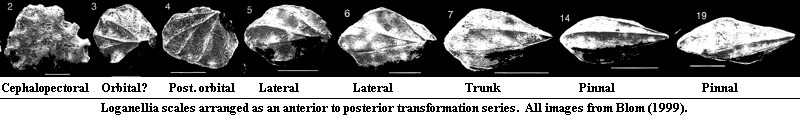 2 3 4 5 6 7 14 19
Cephalopectoral Orbital? Post. orbital Lateral Lateral Trunk Pinnal Pinnal
Loganellia scales arranged as an anterior to posterior transformation series. All images from Blom (1999).